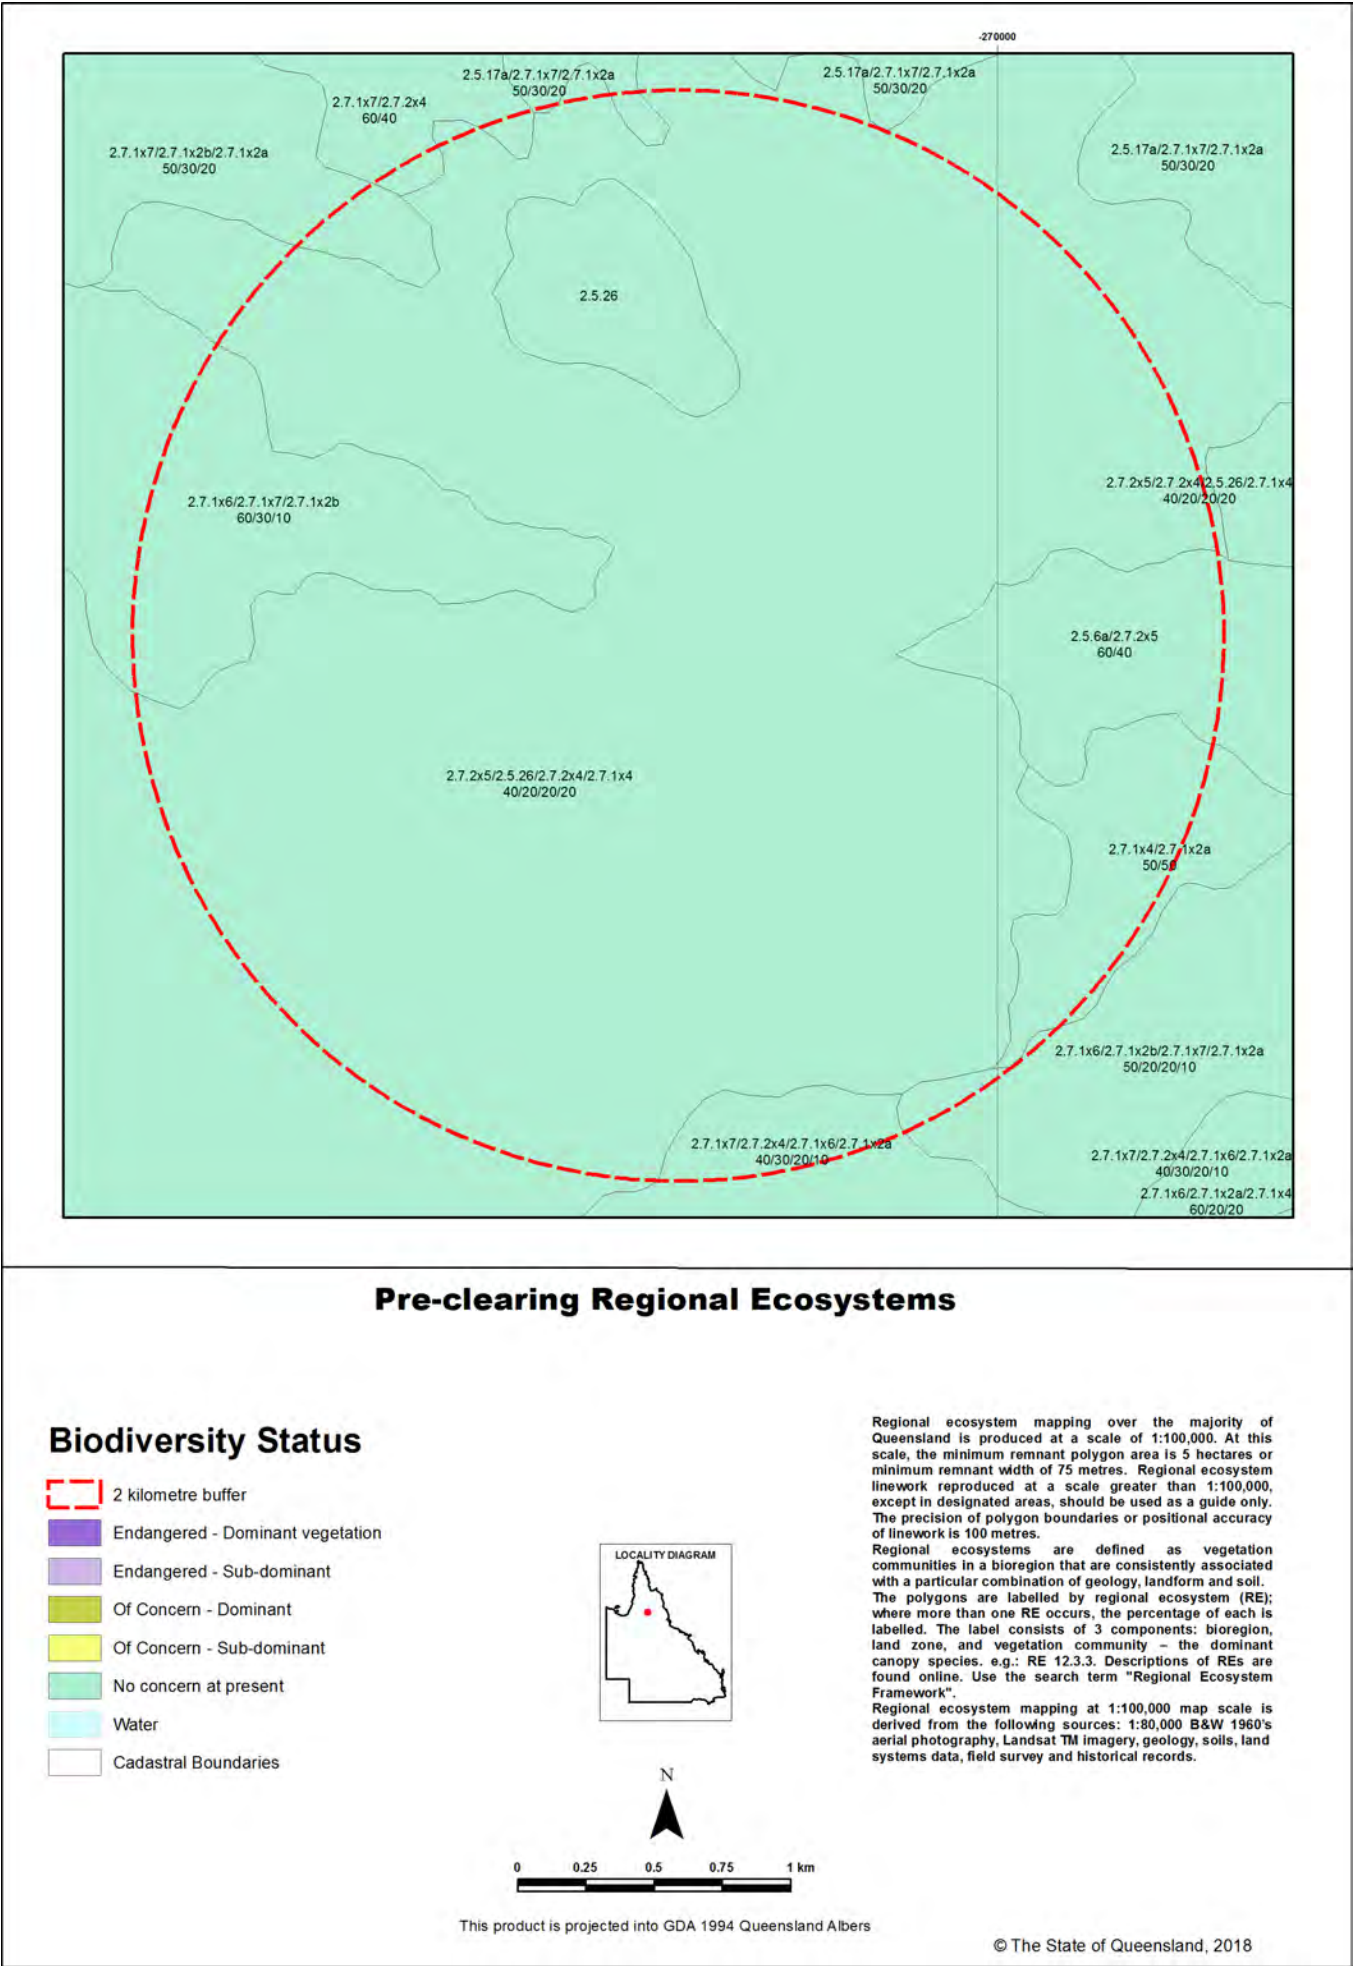 -270000
2.5.17a/2.7.1x7/2.7.1x2a
50/30/20
2.5.17a/2.7.1x7/2.7.1x2a
50/30/20
2.7.1x7/2.7.2x4
60/40
2.7.1x7/2.7.1x2b/2.7.1x2a
50/30/20
2.5.17a/2.7.1x7/2.7.1x2a
50/30/20
2.5.26
2.7.2x5/2.7.2x4/2.5.26/2.7.1x4
40/20/20/20
2.7.1x6/2.7.1x7/2.7.1x2b
60/30/10
2.5.6a/2.7.2x5
60/40
2.7.2x5/2.5.26/2.7.2x4/2.7.1x4
40/20/20/20
2.7.1x4/2.7.1x2a
50/50
2.7.1x6/2.7.1x2b/2.7.1x7/2.7.1x2a
50/20/20/10
2.7.1x7/2.7.2x4/2.7.1x6/2.7.1x2a
40/30/20/10
2.7.1x7/2.7.2x4/2.7.1x6/2.7.1x2a
40/30/20/10
2.7.1x6/2.7.1x2a/2.7.1x4
60/20/20
Pre-clearing Regional Ecosystems
Biodiversity Status
2 kilometre buffer
Endangered - Dominant vegetation
Endangered - Sub-dominant
Of Concern - Dominant
Of Concern - Sub-dominant
No concern at present
Water
Cadastral Boundaries
LOCALITY DIAGRAM
N
0 0.25 0.5 0.75 1 km
This product is projected into GDA 1994 Queensland Albers
Regional ecosystem mapping over the majority of
Queensland is produced at a scale of 1:100,000. At this
scale, the minimum remnant polygon area is 5 hectares or
minimum remnant width of 75 metres. Regional ecosystem
linework reproduced at a scale greater than 1:100,000,
except in designated areas, should be used as a guide only.
The precision of polygon boundaries or positional accuracy
of linework is 100 metres.
Regional ecosystems are defined as vegetation
communities in a bioregion that are consistently associated
with a particular combination of geology, landform and soil.
The polygons are labelled by regional ecosystem (RE);
where more than one RE occurs, the percentage of each is
labelled. The label consists of 3 components: bioregion,
land zone, and vegetation community – the dominant
canopy species. e.g.: RE 12.3.3. Descriptions of REs are
found online. Use the search term "Regional Ecosystem
Framework".
Regional ecosystem mapping at 1:100,000 map scale is
derived from the following sources: 1:80,000 B&W 1960's
aerial photography, Landsat TM imagery, geology, soils, land
systems data, field survey and historical records.
© The State of Queensland, 2018